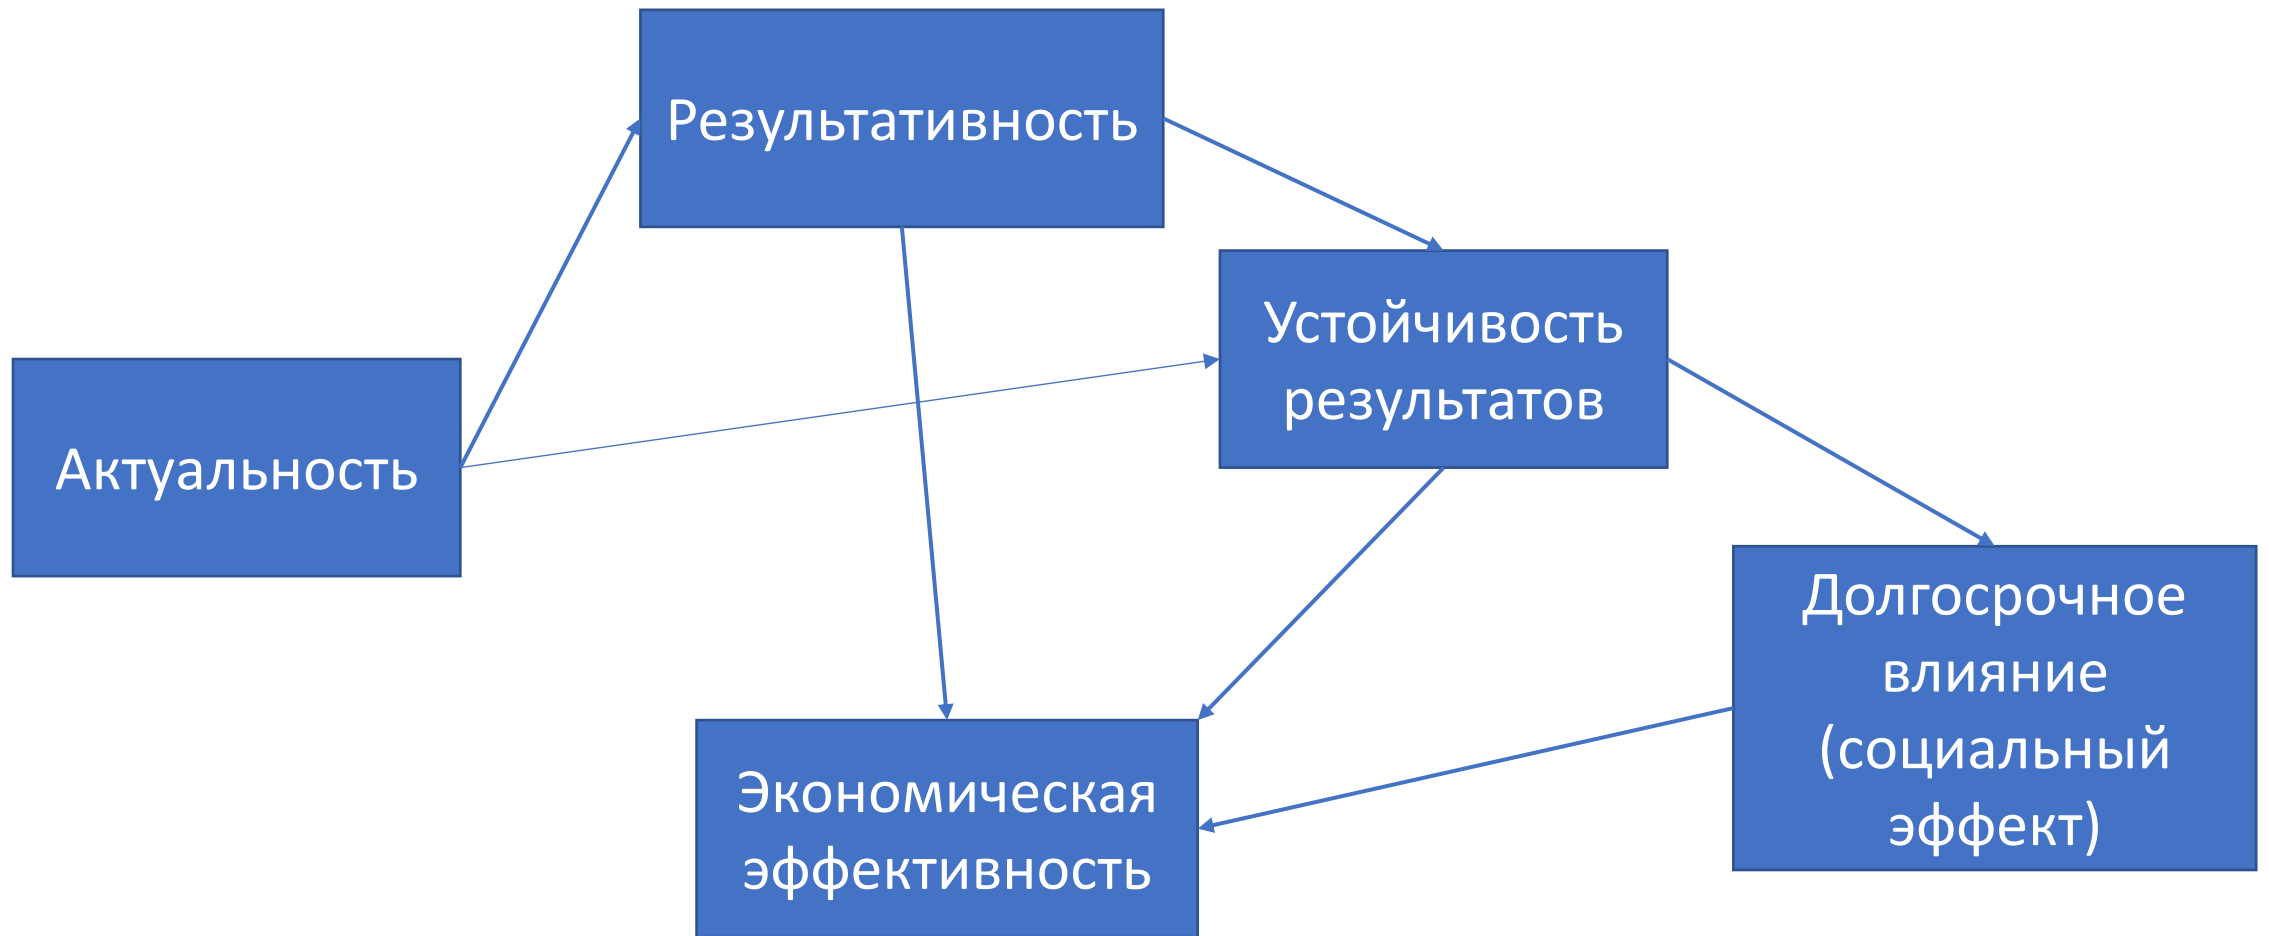 Результативность
Устойчивость
результатов
Актуальность
Долгосрочное
влияние
(социальный
эффект)
Экономическая
эффективность